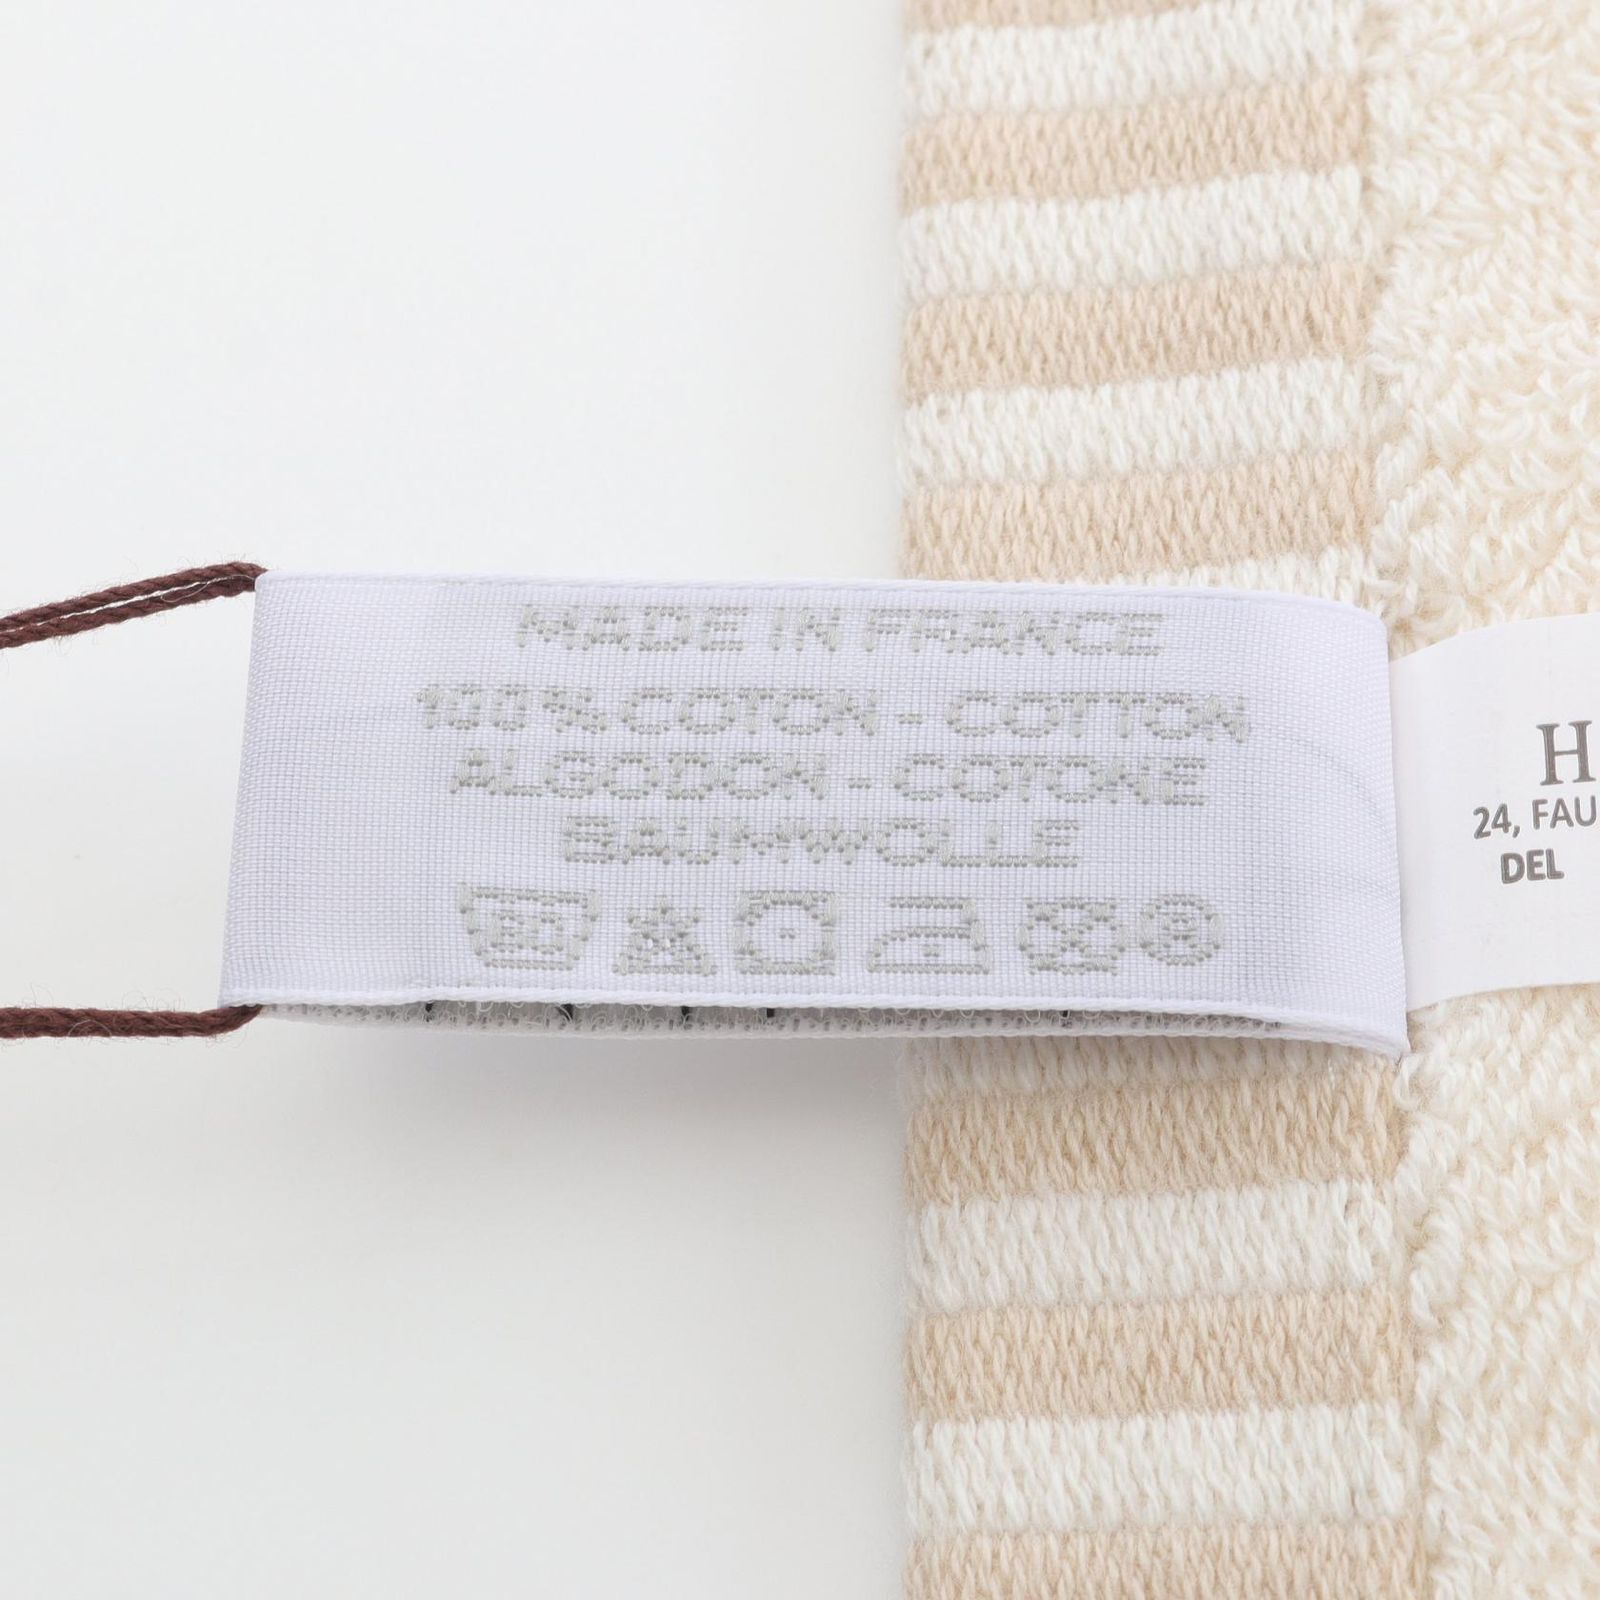 MADE IN FRANCE
100% COTON - COTTON
ALGODON - COTONE
BAUMWOLLE
H
24, FAU
DEL